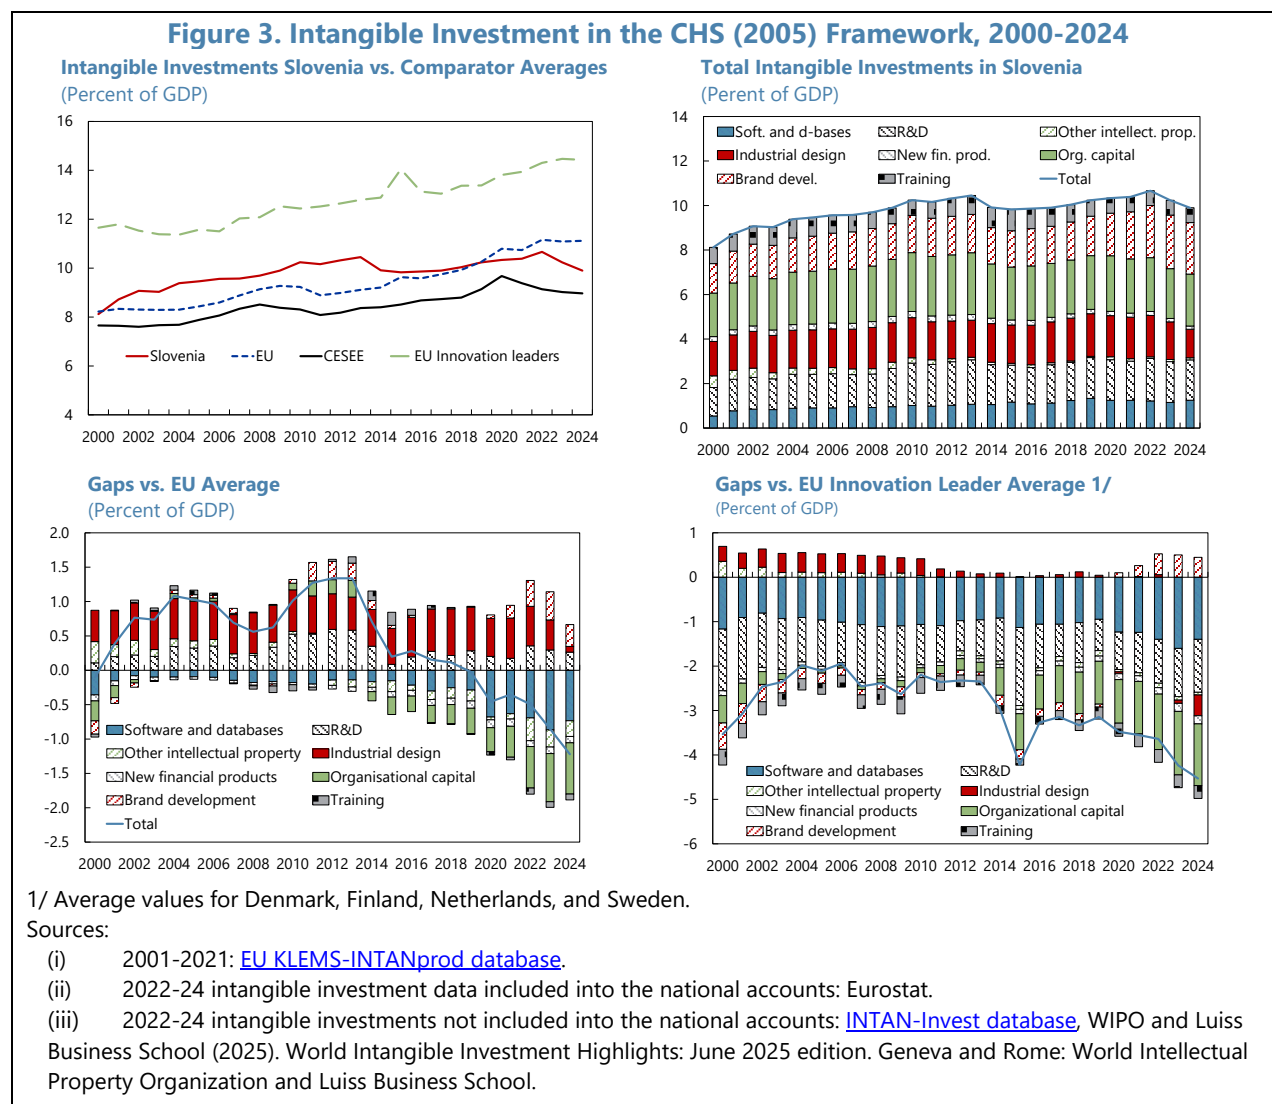 Figure 3. Intangible Investment in the CHS (2005) Framework, 2000-2024
Intangible Investments Slovenia vs. Comparator Averages
(Percent of GDP)
16
14
12
10
8
6
4
Slovenia EU CESEE EU Innovation leaders
2000 2002 2004 2006 2008 2010 2012 2014 2016 2018 2020 2022 2024
Total Intangible Investments in Slovenia
(Perent of GDP)
14
12
10
8
6
4
2
0
Soft. and d-bases R&D Other intellect. prop.
Industrial design New fin. prod. Org. capital
Brand devel. Training Total
2000 2002 2004 2006 2008 2010 2012 2014 2016 2018 2020 2022 2024
Gaps vs. EU Average
(Percent of GDP)
2.0
1.5
1.0
0.5
0.0
-0.5
-1.0
-1.5
-2.0
-2.5
Software and databases R&D
Other intellectual property Industrial design
New financial products Organisational capital
Brand development Training
Total
2000 2002 2004 2006 2008 2010 2012 2014 2016 2018 2020 2022 2024
Gaps vs. EU Innovation Leader Average 1/
(Percent of GDP)
1
0
-1
-2
-3
-4
-5
-6
Software and databases R&D
Other intellectual property Industrial design
New financial products Organizational capital
Brand development Training
2000 2002 2004 2006 2008 2010 2012 2014 2016 2018 2020 2022 2024
1/ Average values for Denmark, Finland, Netherlands, and Sweden.
Sources:
(i) 2001-2021: EU KLEMS-INTANprod database.
(ii) 2022-24 intangible investment data included into the national accounts: Eurostat.
(iii) 2022-24 intangible investments not included into the national accounts: INTAN-Invest database, WIPO and Luiss
Business School (2025). World Intangible Investment Highlights: June 2025 edition. Geneva and Rome: World Intellectual
Property Organization and Luiss Business School.